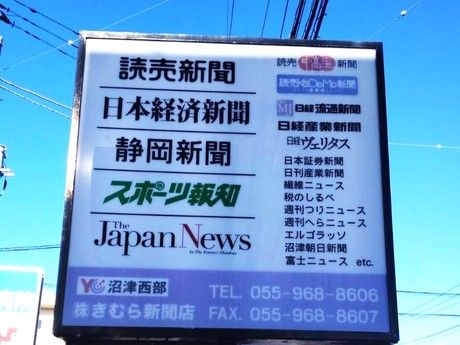 読売新聞
日本経済新聞
静岡新聞
スポーツ報知
The Japan News
by The Yomiuri Shimbun
読売 中高生 新聞
読売KODOMO新聞
MJ 日経流通新聞
日経産業新聞
日経 ヴェリタス
日本証券新聞
日刊産業新聞
繊維ニュース
税のしるべ
週刊つりニュース
週刊へらニュース
エルゴラッソ
沼津朝日新聞
富士ニュース etc.
YC 沼津西部
㈱きむら新聞店
TEL. 055-968-8606
FAX. 055-968-8607